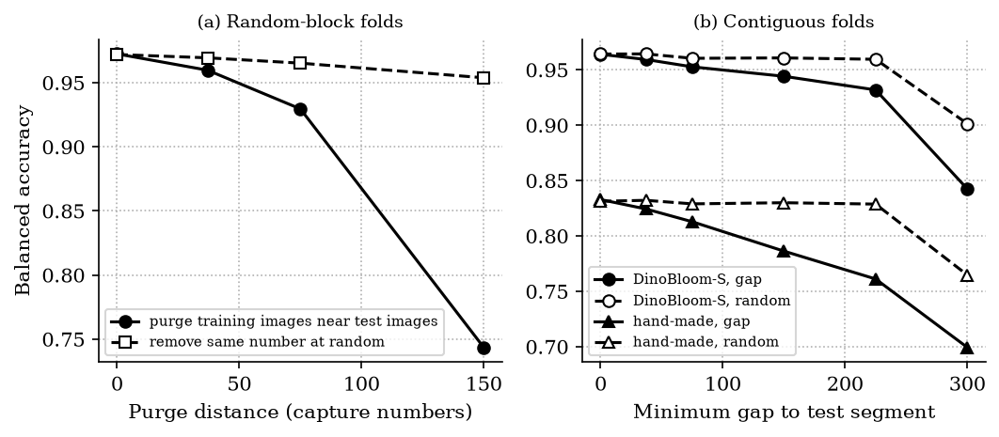 (a) Random-block folds
Balanced accuracy
0.95
0.90
0.85
0.80
0.75
purge training images near test images
remove same number at random
0
50
100
150
Purge distance (capture numbers)
(b) Contiguous folds
0.95
0.90
0.85
0.80
0.75
0.70
DinoBloom-S, gap
DinoBloom-S, random
hand-made, gap
hand-made, random
0
100
200
300
Minimum gap to test segment